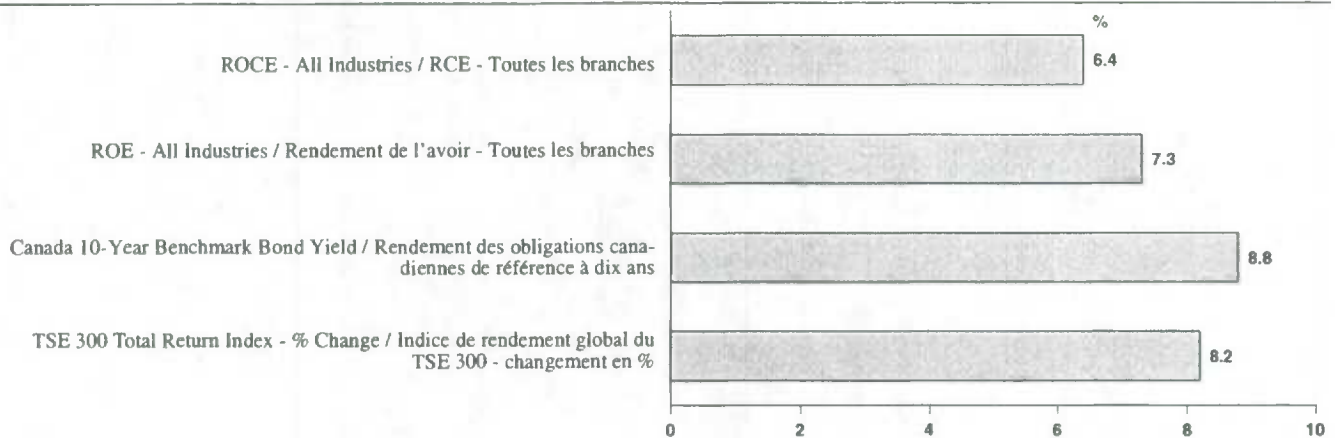 %
ROCE - All Industries / RCE - Toutes les branches
6.4
ROE - All Industries / Rendement de l'avoir - Toutes les branches
7.3
Canada 10-Year Benchmark Bond Yield / Rendement des obligations cana-
diennes de référence à dix ans
8.8
TSE 300 Total Return Index - % Change / Indice de rendement global du
TSE 300 - changement en %
8.2
0 2 4 6 8 10